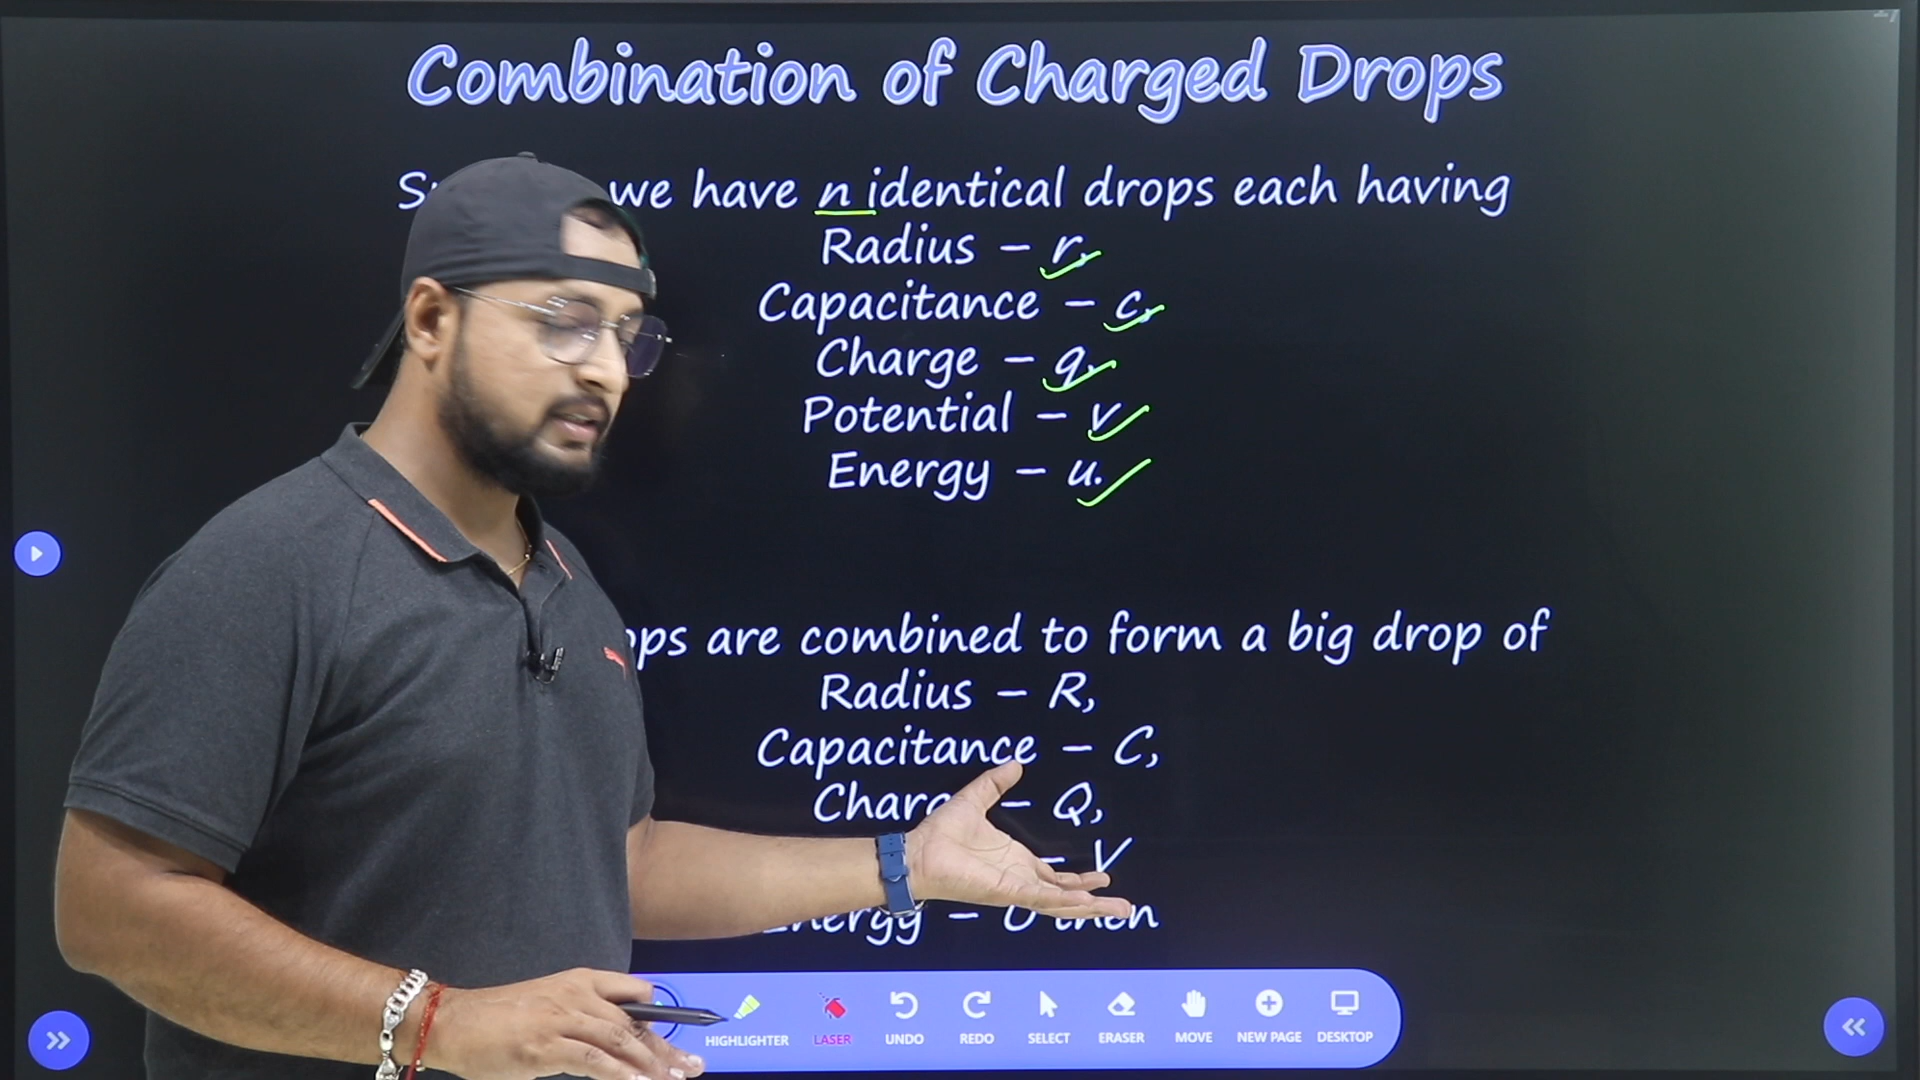 Combination of Charged Drops
we have n identical drops each having
Radius – r,
Capacitance – c,
Charge – q,
Potential – v
Energy – u.
are combined to form a big drop of
Radius – R,
Capacitance – C,
– Q,
– V
– U then
HIGHLIGHTER LASER UNDO REDO SELECT ERASER MOVE NEW PAGE DESKTOP